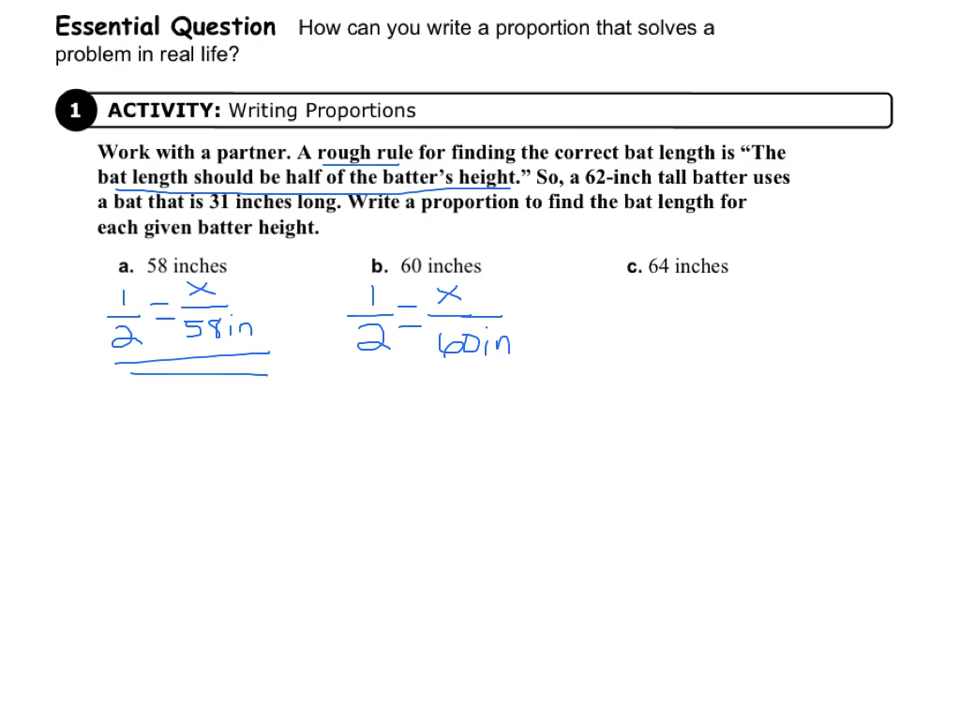 Essential Question How can you write a proportion that solves a
problem in real life?
1 ACTIVITY: Writing Proportions
Work with a partner. A rough rule for finding the correct bat length is “The
bat length should be half of the batter’s height.” So, a 62-inch tall batter uses
a bat that is 31 inches long. Write a proportion to find the bat length for
each given batter height.
a. 58 inches b. 60 inches c. 64 inches
1/2 = x/58in 1/2 = x/60in